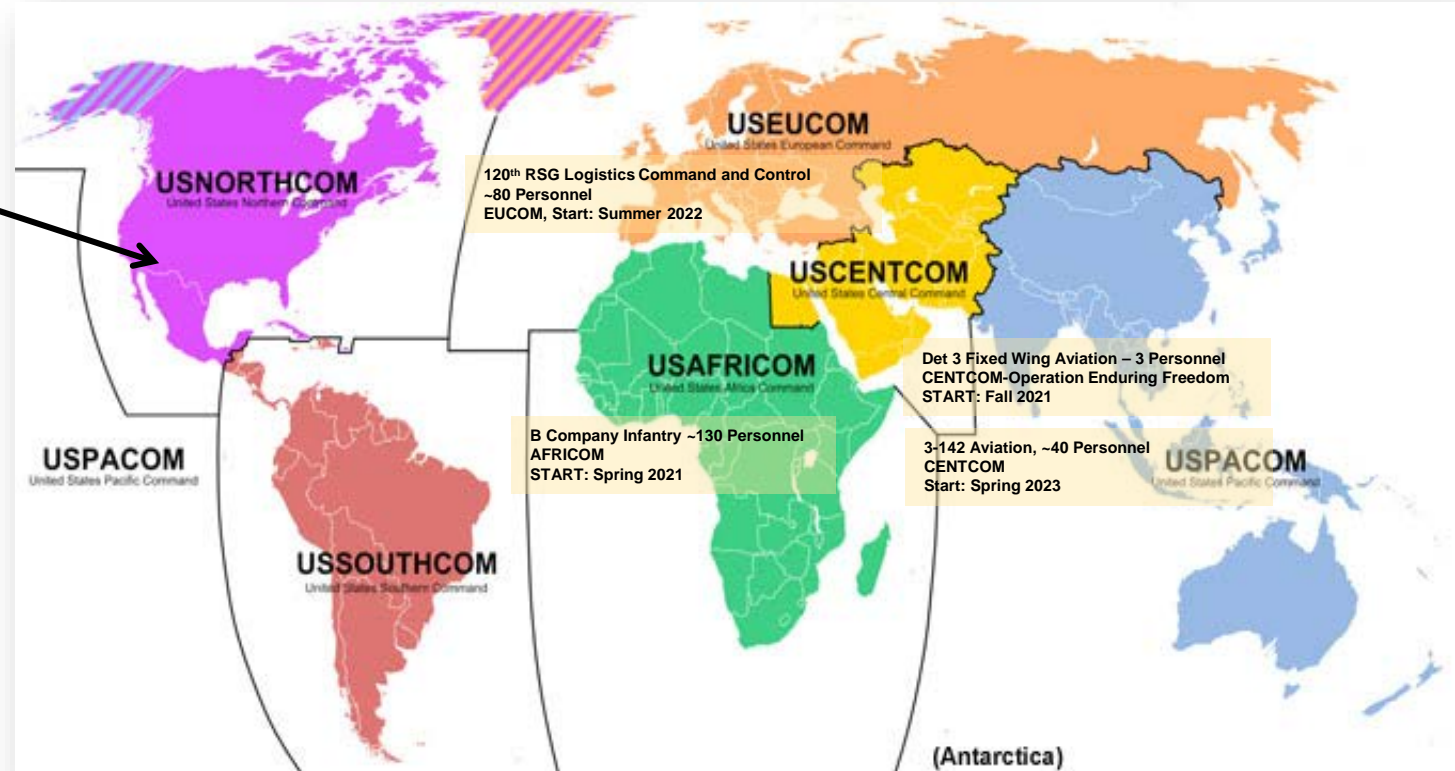 USNORTHCOM
United States Northern Command
USEUCOM
United States European Command
120th RSG Logistics Command and Control
~80 Personnel
EUCOM, Start: Summer 2022
USCENTCOM
United States Central Command
USAFRICOM
United States Africa Command
Det 3 Fixed Wing Aviation – 3 Personnel
CENTCOM-Operation Enduring Freedom
START: Fall 2021
B Company Infantry ~130 Personnel
AFRICOM
START: Spring 2021
3-142 Aviation, ~40 Personnel
CENTCOM
Start: Spring 2023
USPACOM
United States Pacific Command
USPACOM
United States Pacific Command
USSOUTHCOM
United States Southern Command
(Antarctica)